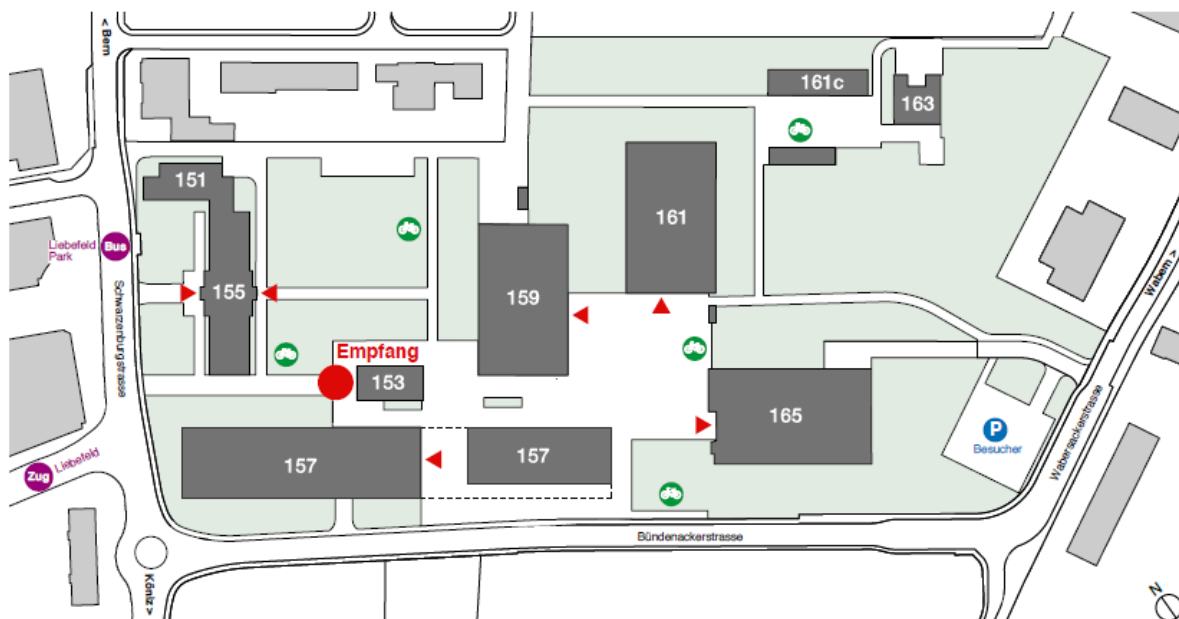 < Bern
161c
163
151
161
Liebefeld
Park
Bus
Wabern >
155
159
Schwarzenburgstrasse
Empfang
153
165
P
Besucher
Wabersackerstrasse
157
157
Zug
Liebefeld
Bündenackerstrasse
Köniz >
N